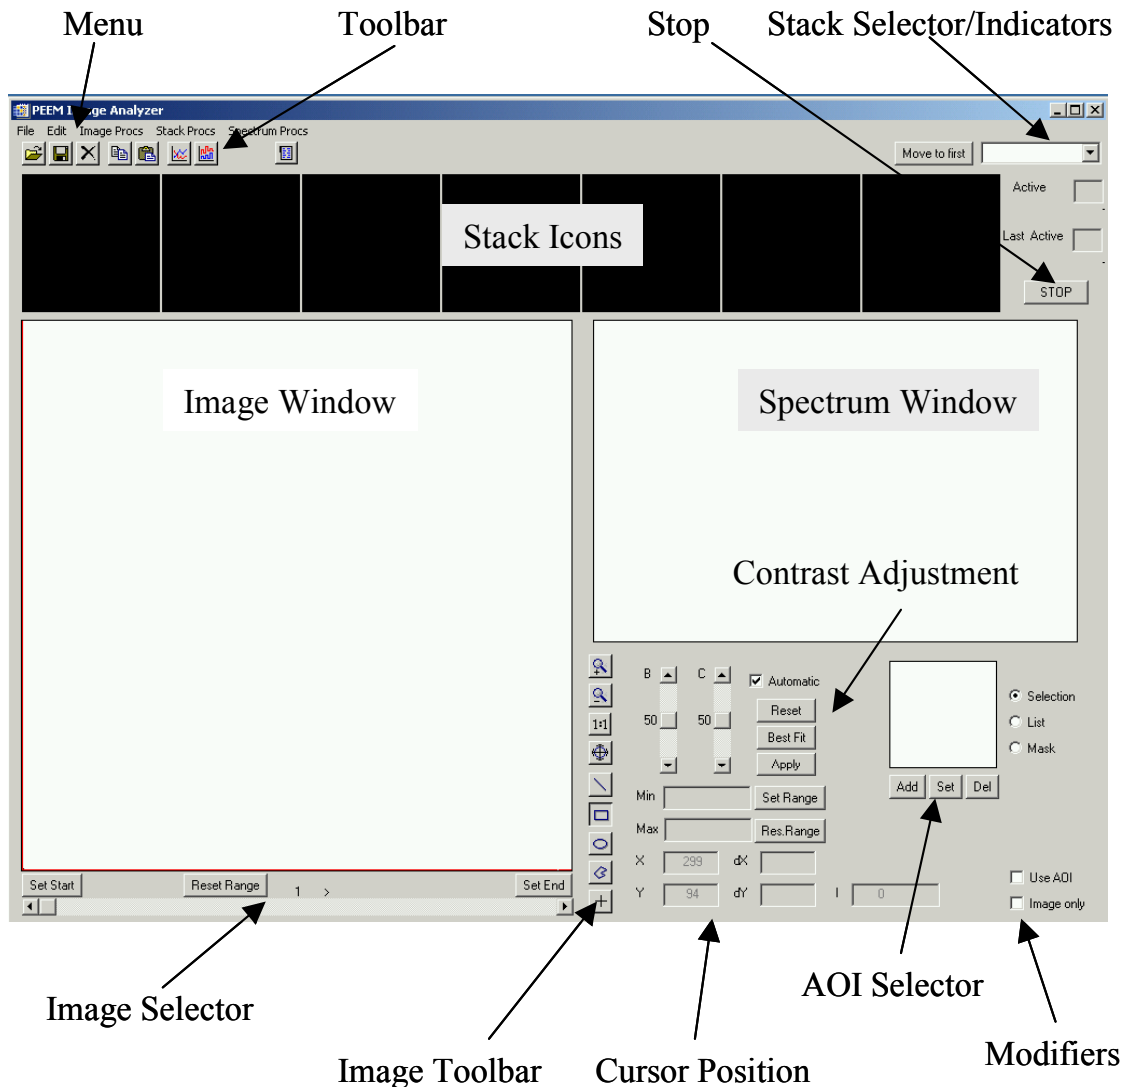 Menu Toolbar Stop Stack Selector/Indicators
PEEM Image Analyzer
File Edit Image Procs Stack Procs Spectrum Procs
Move to first
Active
Stack Icons
Last Active
STOP
Image Window
Spectrum Window
Contrast Adjustment
B C Automatic
Selection
Reset
50 50
List
1:1
Best Fit
Mask
Apply
Add Set Del
Min Set Range
Max Res.Range
X 299 dX
Set Start Reset Range 1 > Set End
Use AOI
Y 94 dY I 0
Image only
AOI Selector
Image Selector
Modifiers
Image Toolbar Cursor Position